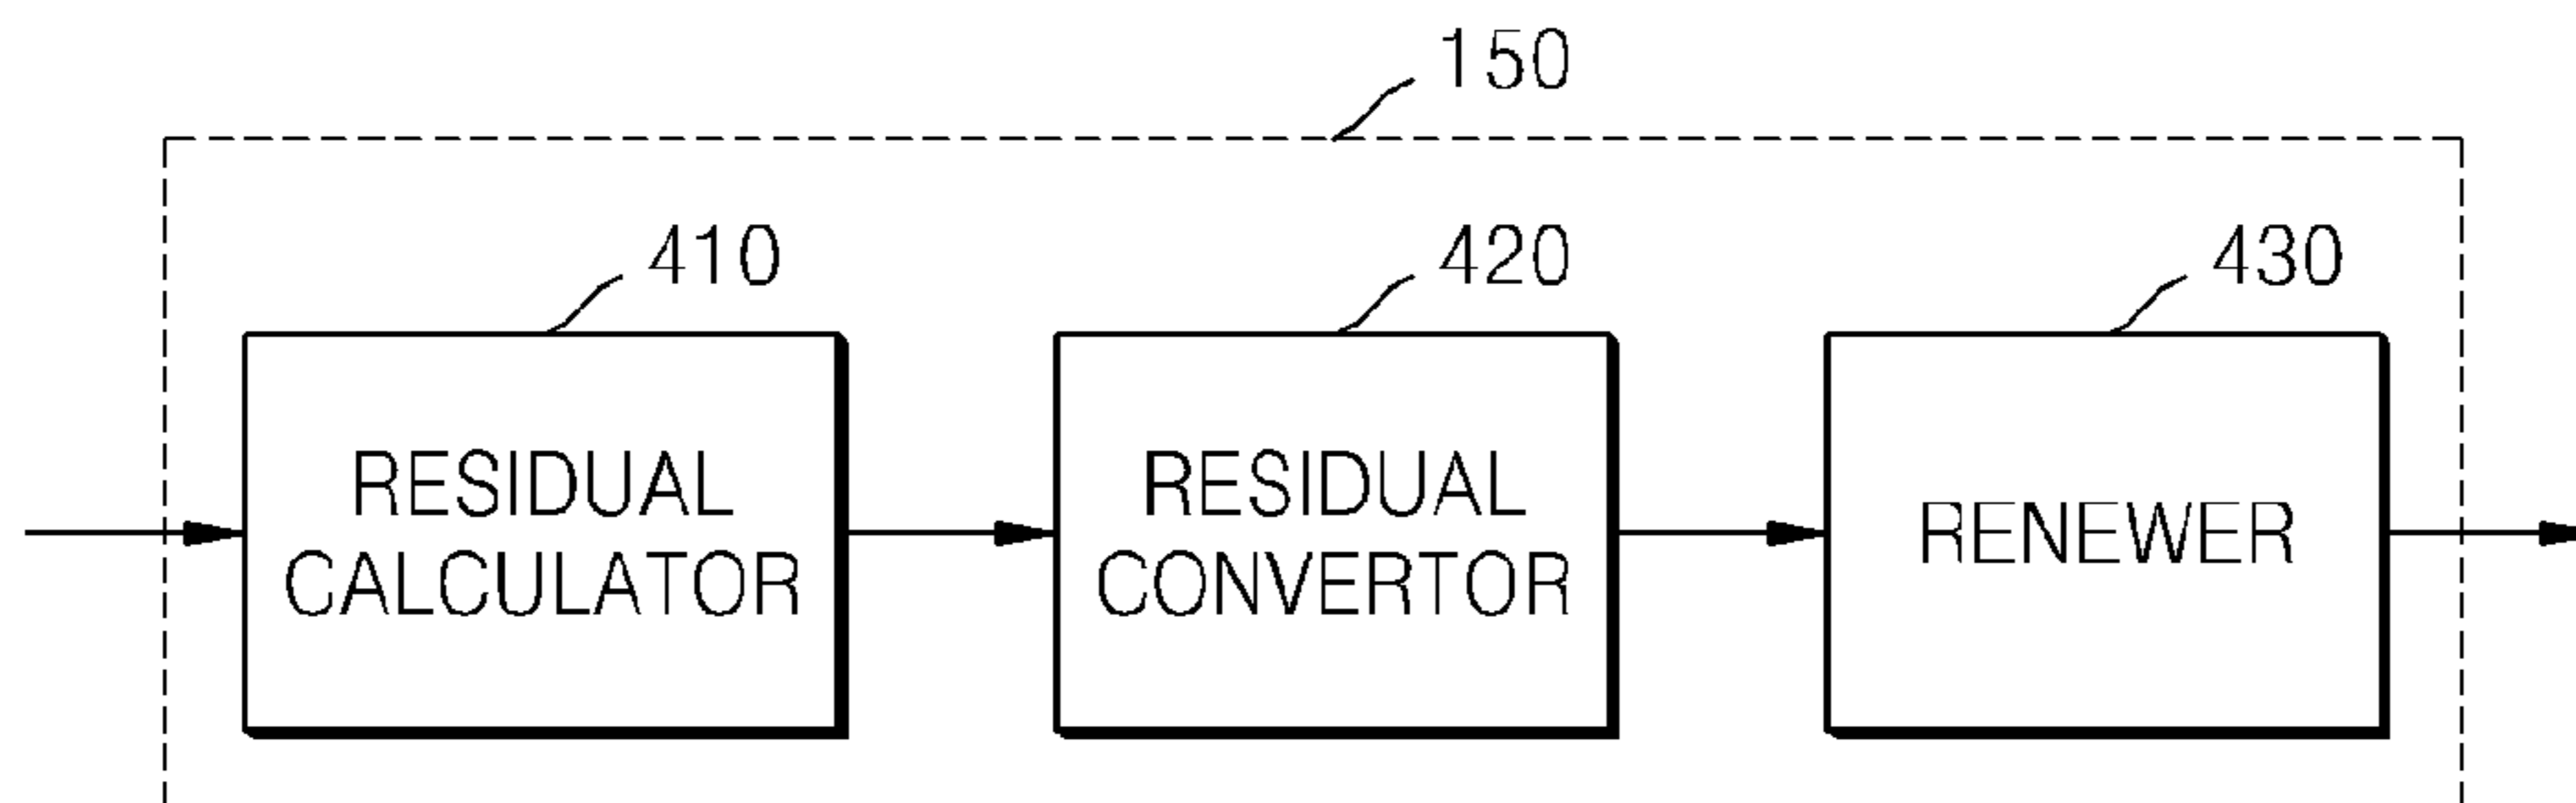 150
410
420
430
RESIDUAL
CALCULATOR
RESIDUAL
CONVERTOR
RENEWER